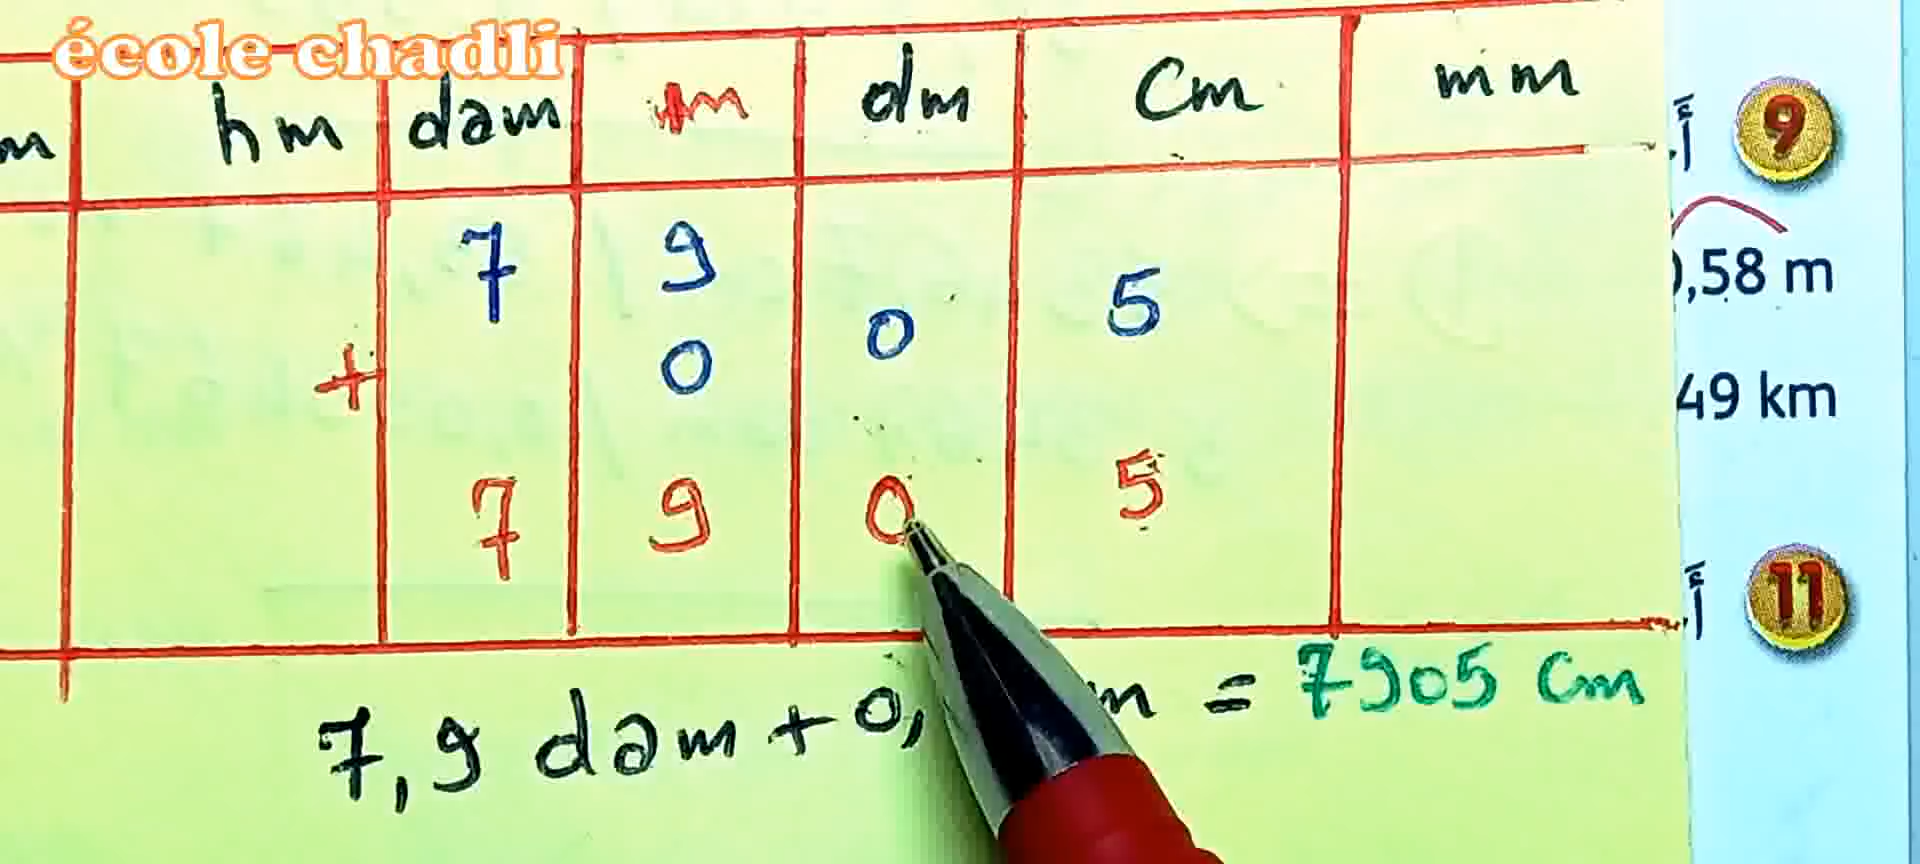 école chadli
m hm dam m dm cm mm
7 9
0 0 5
+
7 9 0 5
7,9 dam + 0, m = 7905 cm
9
,58 m
49 km
11